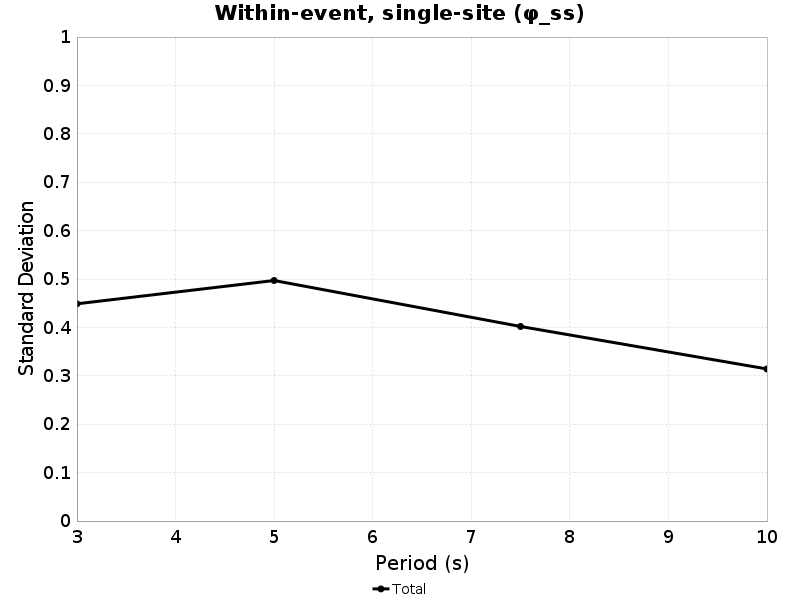 Within-event, single-site (φ_ss)
1
0.9
0.8
0.7
0.6
0.5
0.4
0.3
0.2
0.1
0
Standard Deviation
3 4 5 6 7 8 9 10
Period (s)
Total